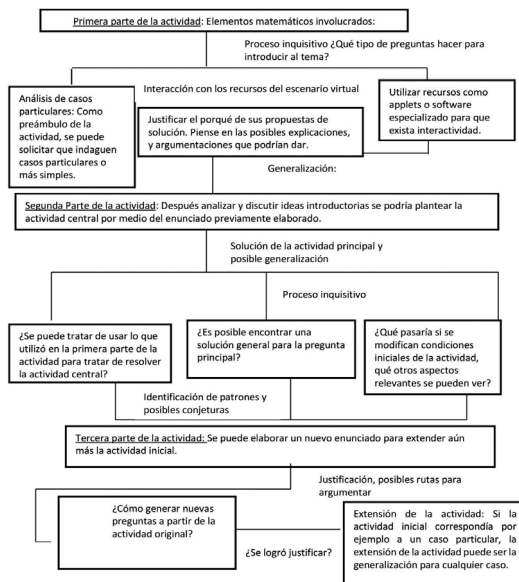 Primera parte de la actividad: Elementos matemáticos involucrados:
Proceso inquisitivo ¿Qué tipo de preguntas hacer para
introducir al tema?
Interacción con los recursos del escenario virtual
Análisis de casos
particulares: Como
preámbulo de la
actividad, se puede
solicitar que indaguen
casos particulares o
más simples.
Justificar el porqué de sus propuestas de
solución. Piense en las posibles explicaciones,
y argumentaciones que podrían dar.
Utilizar recursos como
applets o software
especializado para que
exista interactividad.
Generalización:
Segunda Parte de la actividad: Después analizar y discutir ideas introductorias se podría plantear la
actividad central por medio del enunciado previamente elaborado.
Solución de la actividad principal y
posible generalización
Proceso inquisitivo
¿Se puede tratar de usar lo que
utilizó en la primera parte de la
actividad para tratar de resolver
la actividad central?
¿Es posible encontrar una
solución general para la pregunta
principal?
¿Qué pasaría si se
modifican condiciones
iniciales de la actividad,
qué otros aspectos
relevantes se pueden ver?
Identificación de patrones y
posibles conjeturas
Tercera parte de la actividad: Se puede elaborar un nuevo enunciado para extender aún
más la actividad inicial.
Justificación, posibles rutas para
argumentar
¿Cómo generar nuevas
preguntas a partir de la
actividad original?
¿Se logró justificar?
Extensión de la actividad: Si la
actividad inicial correspondía por
ejemplo a un caso particular, la
extensión de la actividad puede ser la
generalización para cualquier caso.